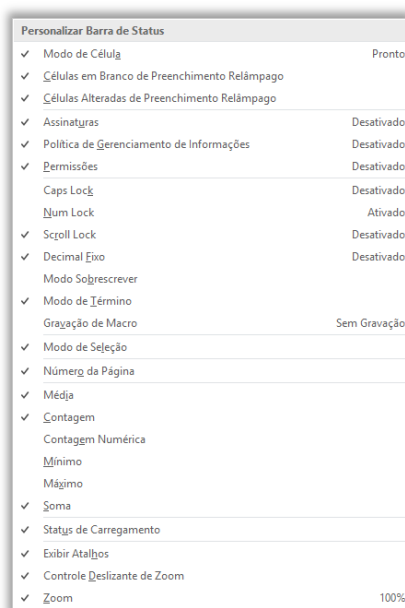 Personalizar Barra de Status
✓ Modo de Célula Pronto
✓ Células em Branco de Preenchimento Relâmpago
✓ Células Alteradas de Preenchimento Relâmpago
✓ Assinaturas Desativado
✓ Política de Gerenciamento de Informações Desativado
✓ Permissões Desativado
Caps Lock Desativado
Num Lock Ativado
✓ Scroll Lock Desativado
✓ Decimal Fixo Desativado
Modo Sobrescrever
✓ Modo de Término
Gravação de Macro Sem Gravação
✓ Modo de Seleção
✓ Número da Página
✓ Média
✓ Contagem
Contagem Numérica
Mínimo
Máximo
✓ Soma
✓ Status de Carregamento
✓ Exibir Atalhos
✓ Controle Deslizante de Zoom
✓ Zoom 100%